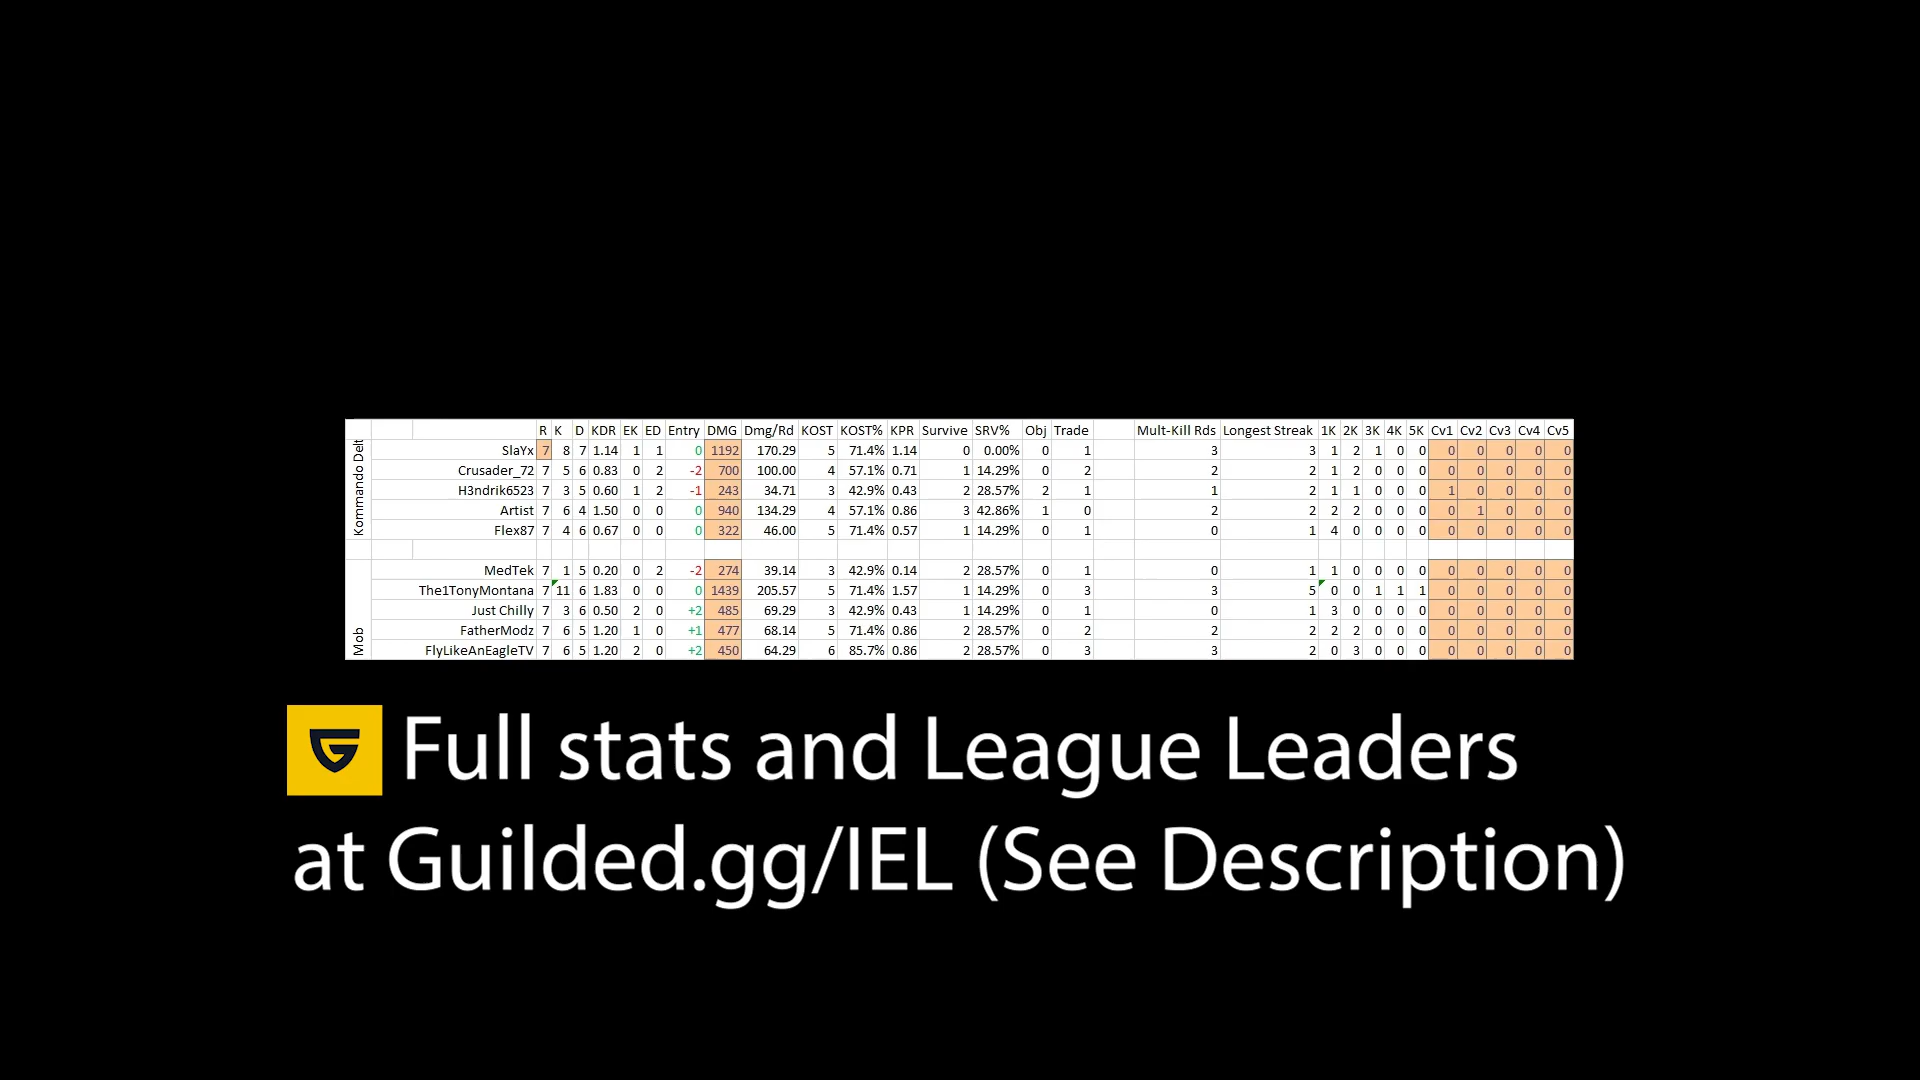 R K D KDR EK ED Entry DMG Dmg/Rd KOST KOST% KPR Survive SRV% Obj Trade Mult-Kill Rds Longest Streak 1K 2K 3K 4K 5K Cv1 Cv2 Cv3 Cv4 Cv5
Kommando Delt
SlaYx 7 8 7 1.14 1 1 0 1192 170.29 5 71.4% 1.14 0 0.00% 0 1 3 3 1 2 1 0 0 0 0 0 0 0
Crusader_72 7 5 6 0.83 0 2 -2 700 100.00 4 57.1% 0.71 1 14.29% 0 2 2 2 1 2 0 0 0 0 0 0 0 0
H3ndrik6523 7 3 5 0.60 1 2 -1 243 34.71 3 42.9% 0.43 2 28.57% 2 1 1 2 1 1 0 0 0 1 0 0 0 0
Artist 7 6 4 1.50 0 0 0 940 134.29 4 57.1% 0.86 3 42.86% 1 0 2 2 2 2 0 0 0 0 1 0 0 0
Flex87 7 4 6 0.67 0 0 0 322 46.00 5 71.4% 0.57 1 14.29% 0 1 0 1 4 0 0 0 0 0 0 0 0 0
Mob
MedTek 7 1 5 0.20 0 2 -2 274 39.14 3 42.9% 0.14 2 28.57% 0 1 0 1 1 0 0 0 0 0 0 0 0 0
The1TonyMontana 7 11 6 1.83 0 0 0 1439 205.57 5 71.4% 1.57 1 14.29% 0 3 3 5 0 0 1 1 1 0 0 0 0 0
Just Chilly 7 3 6 0.50 2 0 +2 485 69.29 3 42.9% 0.43 1 14.29% 0 1 0 1 3 0 0 0 0 0 0 0 0 0
FatherModz 7 6 5 1.20 1 0 +1 477 68.14 5 71.4% 0.86 2 28.57% 0 2 2 2 2 2 0 0 0 0 0 0 0 0
FlyLikeAnEagleTV 7 6 5 1.20 2 0 +2 450 64.29 6 85.7% 0.86 2 28.57% 0 3 3 2 0 3 0 0 0 0 0 0 0 0
Full stats and League Leaders
at Guilded.gg/IEL (See Description)